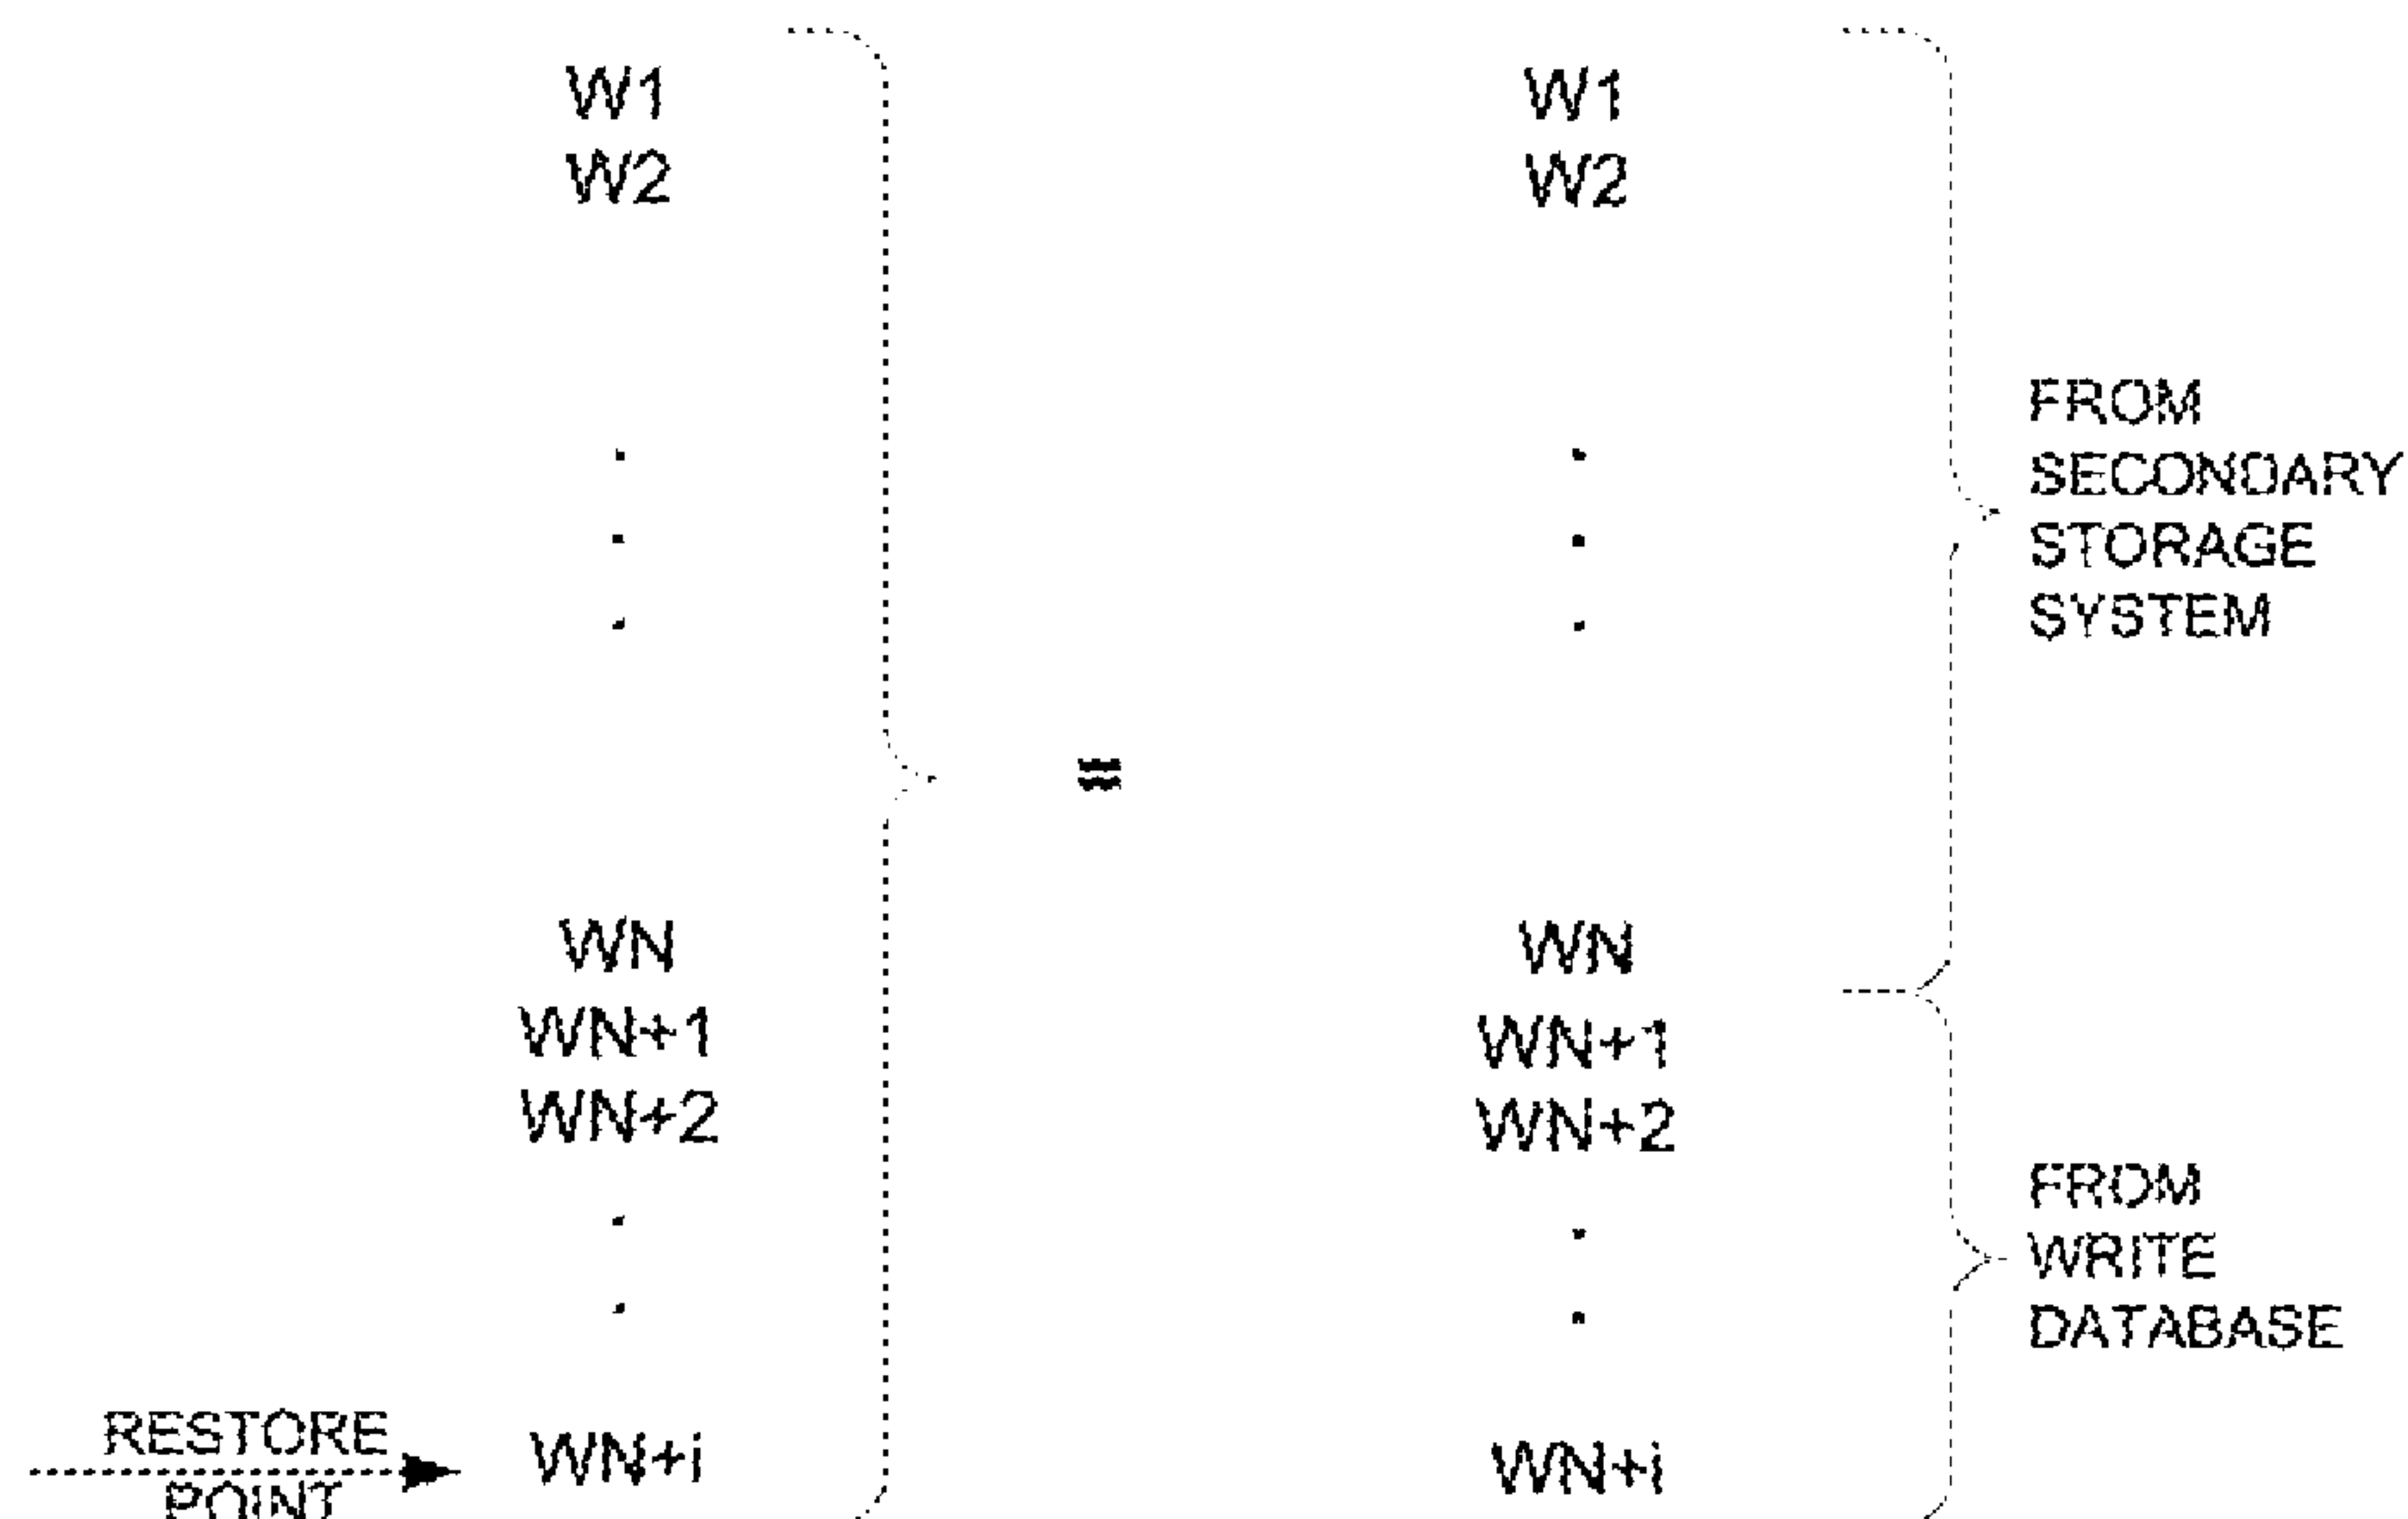 W1
W2
.
.
.
WN
WN+1
WN+2
.
.
WN+i
RESTORE
POINT
=
W1
W2
.
.
.
WN
WN+1
WN+2
.
.
WN+i
FROM
SECONDARY
STORAGE
SYSTEM
FROM
WRITE
DATABASE